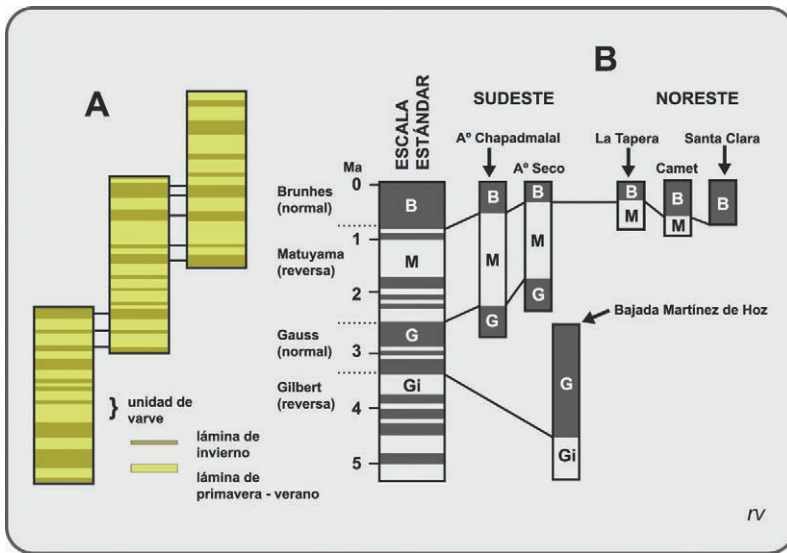 A
B
ESCALA
ESTÁNDAR
SUDESTE
NORESTE
Aº Chapadmalal
Aº Seco
La Tapera
Camet
Santa Clara
Ma
0
1
2
3
4
5
Brunhes
(normal)
Matuyama
(reversa)
Gauss
(normal)
Gilbert
(reversa)
B
M
G
Gi
B
M
G
B
M
G
B
M
B
M
B
Bajada Martínez de Hoz
G
Gi
} unidad de
varve
lámina de
invierno
lámina de
primavera - verano
rv